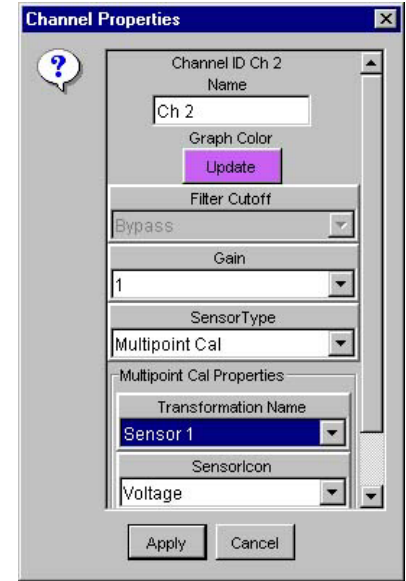 Channel Properties
?
Channel ID Ch 2
Name
Ch 2
Graph Color
Update
Filter Cutoff
Bypass
Gain
1
SensorType
Multipoint Cal
Multipoint Cal Properties
Transformation Name
Sensor 1
SensorIcon
Voltage
Apply Cancel